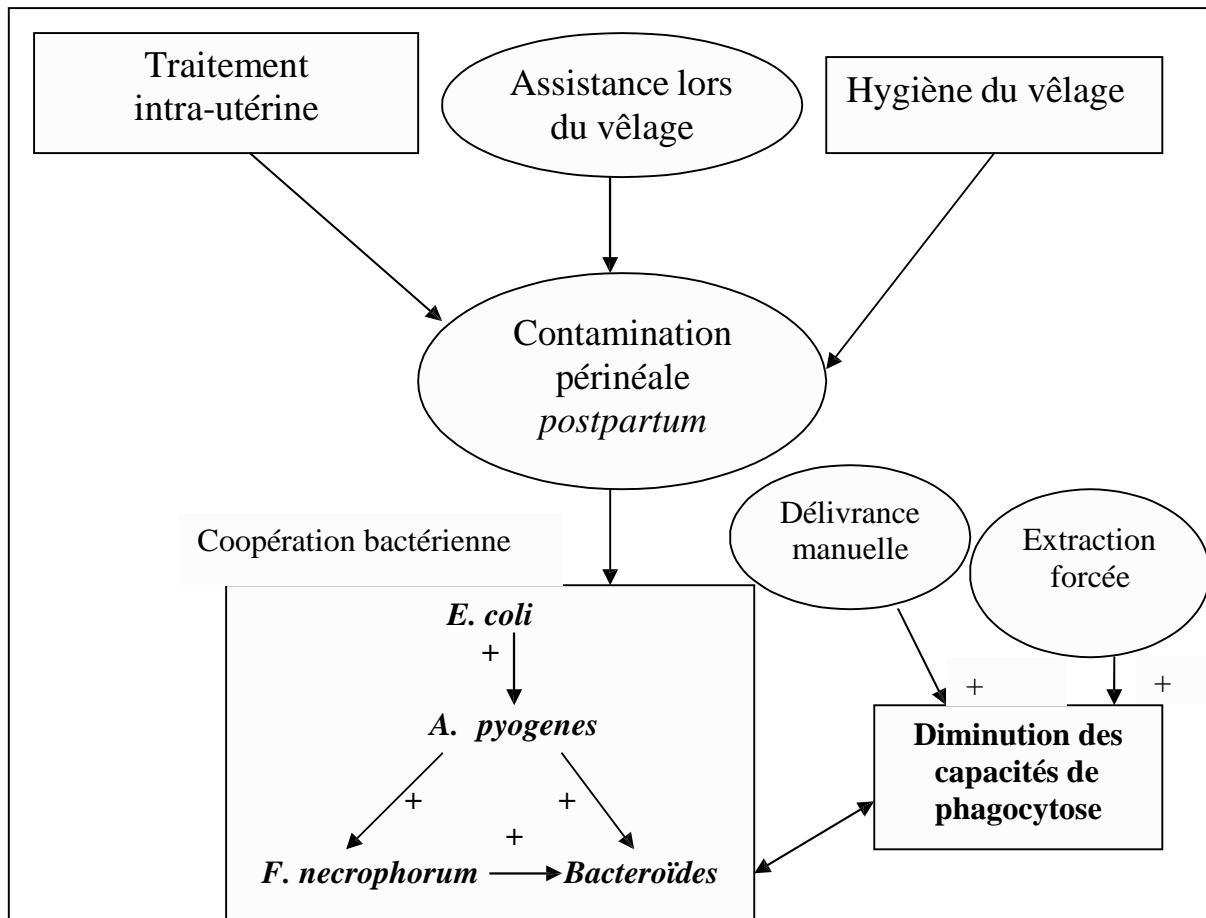 Traitement
intra-utérine
Assistance lors
du vêlage
Hygiène du vêlage
Contamination
périnéale
postpartum
Délivrance
manuelle
Extraction
forcée
Coopération bactérienne
E. coli
+
A. pyogenes
+ +
+
F. necrophorum
Bacteroïdes
+ +
Diminution des
capacités de
phagocytose